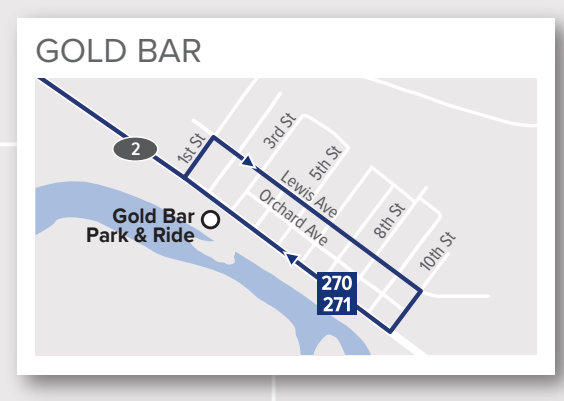 GOLD BAR
2
1st St
3rd St
5th St
Lewis Ave
Orchard Ave
8th St
10th St
Gold Bar
Park & Ride
270
271